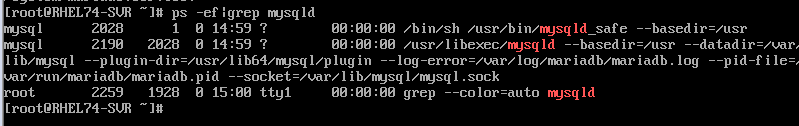 [root@RHEL74-SVR ~]# ps -ef|grep mysqld
mysql     2028     1  0 14:59 ?        00:00:00 /bin/sh /usr/bin/mysqld_safe --basedir=/usr
mysql     2190  2028  0 14:59 ?        00:00:00 /usr/libexec/mysqld --basedir=/usr --datadir=/var/
lib/mysql --plugin-dir=/usr/lib64/mysql/plugin --log-error=/var/log/mariadb/mariadb.log --pid-file=/
var/run/mariadb/mariadb.pid --socket=/var/lib/mysql/mysql.sock
root      2259  1928  0 15:00 tty1     00:00:00 grep --color=auto mysqld
[root@RHEL74-SVR ~]#